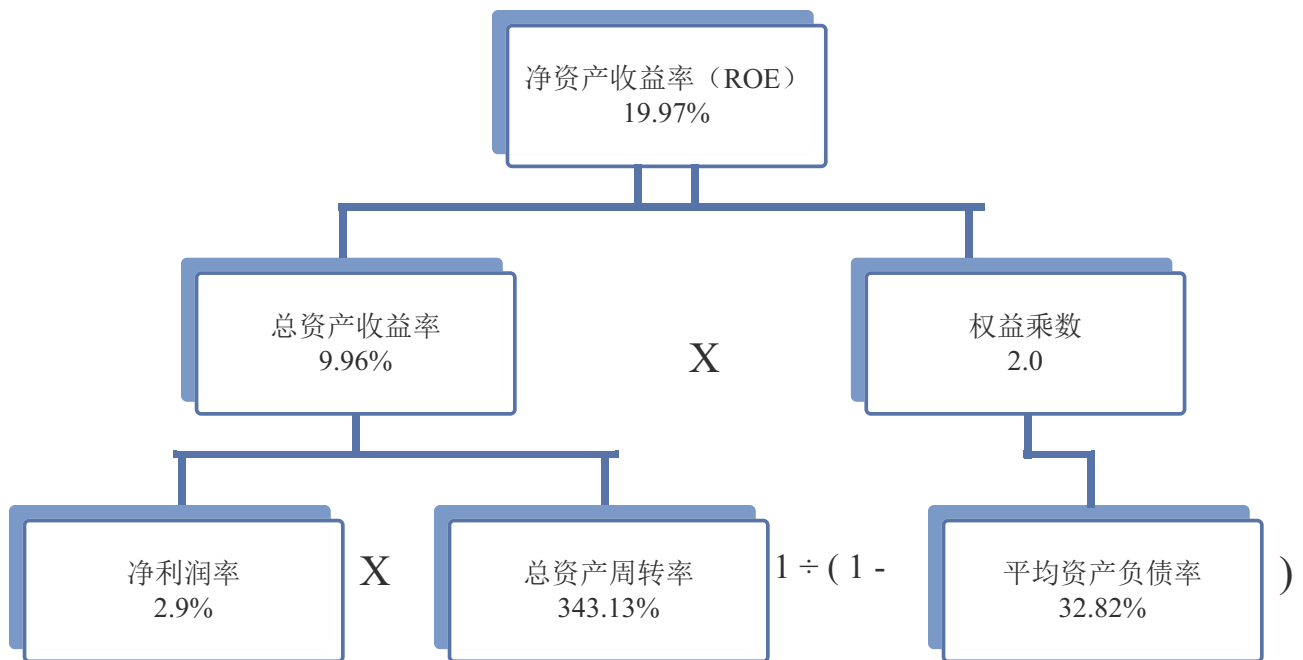 净资产收益率（ROE）
19.97%
总资产收益率
9.96%
X
权益乘数
2.0
净利润率
2.9%
X
总资产周转率
343.13%
1 ÷ ( 1 -
平均资产负债率
32.82%
)